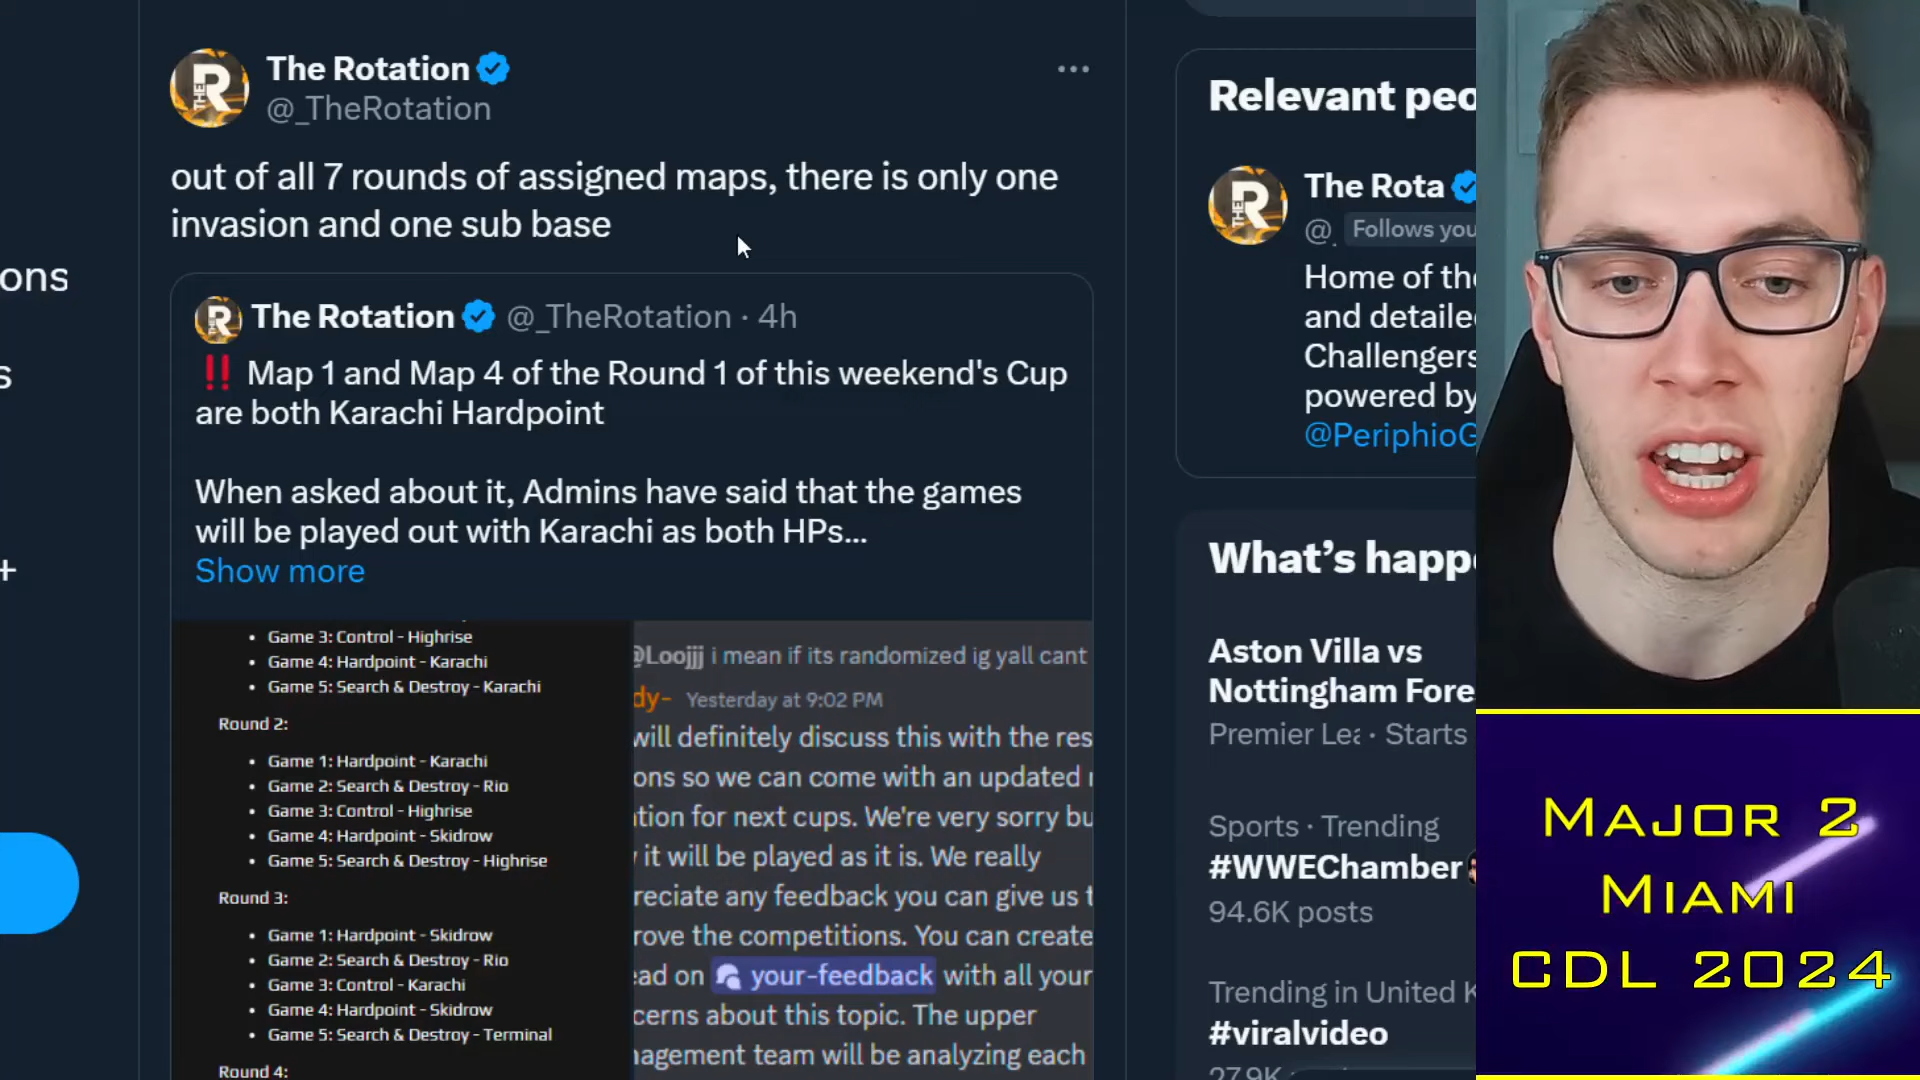 The Rotation
@_TheRotation
out of all 7 rounds of assigned maps, there is only one
invasion and one sub base
The Rotation @_TheRotation · 4h
‼ Map 1 and Map 4 of the Round 1 of this weekend's Cup
are both Karachi Hardpoint
When asked about it, Admins have said that the games
will be played out with Karachi as both HPs...
Show more
• Game 3: Control - Highrise
• Game 4: Hardpoint - Karachi
• Game 5: Search & Destroy - Karachi
Round 2:
• Game 1: Hardpoint - Karachi
• Game 2: Search & Destroy - Rio
• Game 3: Control - Highrise
• Game 4: Hardpoint - Skidrow
• Game 5: Search & Destroy - Highrise
Round 3:
• Game 1: Hardpoint - Skidrow
• Game 2: Search & Destroy - Rio
• Game 3: Control - Karachi
• Game 4: Hardpoint - Skidrow
• Game 5: Search & Destroy - Terminal
Round 4:
@Loojjj i mean if its randomized ig yall cant
dy- Yesterday at 9:02 PM
will definitely discuss this with the res
ons so we can come with an updated
tion for next cups. We're very sorry bu
it will be played as it is. We really
reciate any feedback you can give us t
rove the competitions. You can create
ead on your-feedback with all your
cerns about this topic. The upper
nagement team will be analyzing each
ons
s
+
Relevant peo
The Rota
@_ Follows you
Home of the
and detaile
Challengers
powered by
@PeriphioG
What's happe
Aston Villa vs
Nottingham Fore
Premier Lea · Starts
Sports · Trending
#WWEChamber
94.6K posts
Trending in United K
#viralvideo
27.9K
THE R
THE R
THE R
Major 2
Miami
CDL 2024